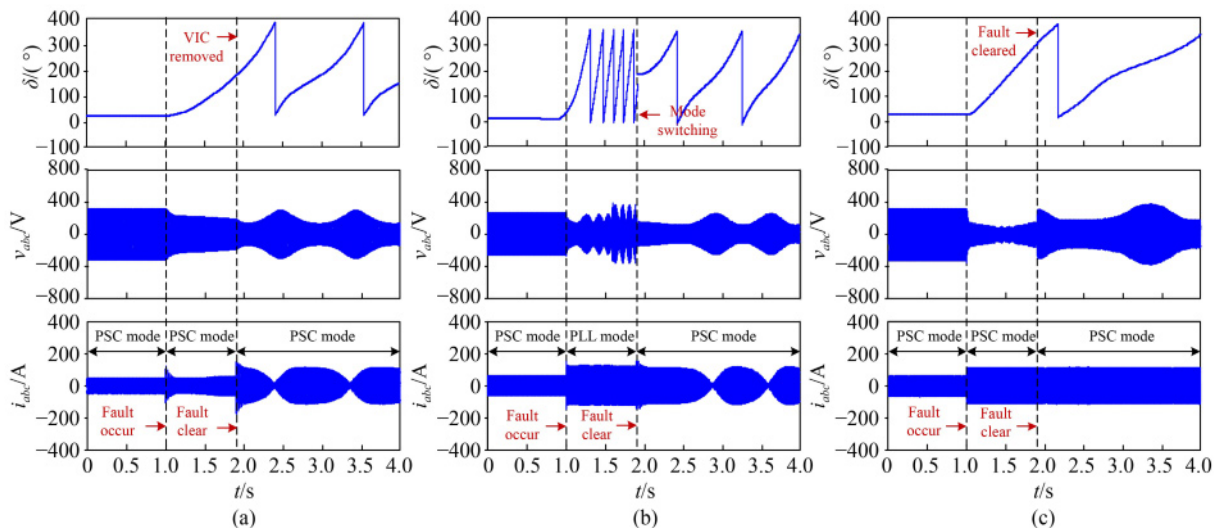 400
300
200
100
0
−100
δ/(°)
VIC
removed
800
400
0
−400
−800
vabc/V
400
200
0
−200
−400
iabc/A
PSC mode
PSC mode
PSC mode
Fault
occur
Fault
clear
0 0.5 1.0 1.5 2.0 2.5 3.0 3.5 4.0
t/s
(a)
400
300
200
100
0
−100
δ/(°)
Mode
switching
800
400
0
−400
−800
vabc/V
400
200
0
−200
−400
iabc/A
PSC mode
PLL mode
PSC mode
Fault
occur
Fault
clear
0 0.5 1.0 1.5 2.0 2.5 3.0 3.5 4.0
t/s
(b)
400
300
200
100
0
−100
δ/(°)
Fault
cleared
800
400
0
−400
−800
vabc/V
400
200
0
−200
−400
iabc/A
PSC mode
PSC mode
PSC mode
Fault
occur
Fault
clear
0 0.5 1.0 1.5 2.0 2.5 3.0 3.5 4.0
t/s
(c)